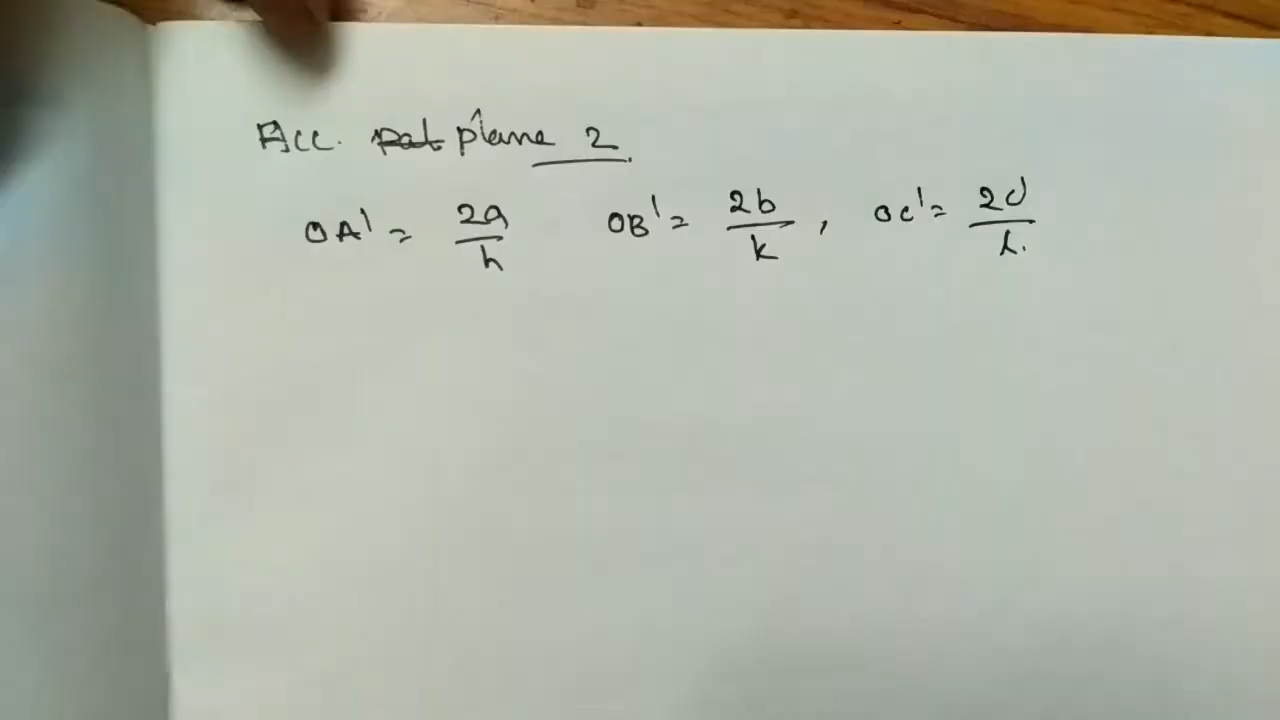 Acc. plane 2
OA' = 2a/h OB' = 2b/k , OC' = 2c/l.